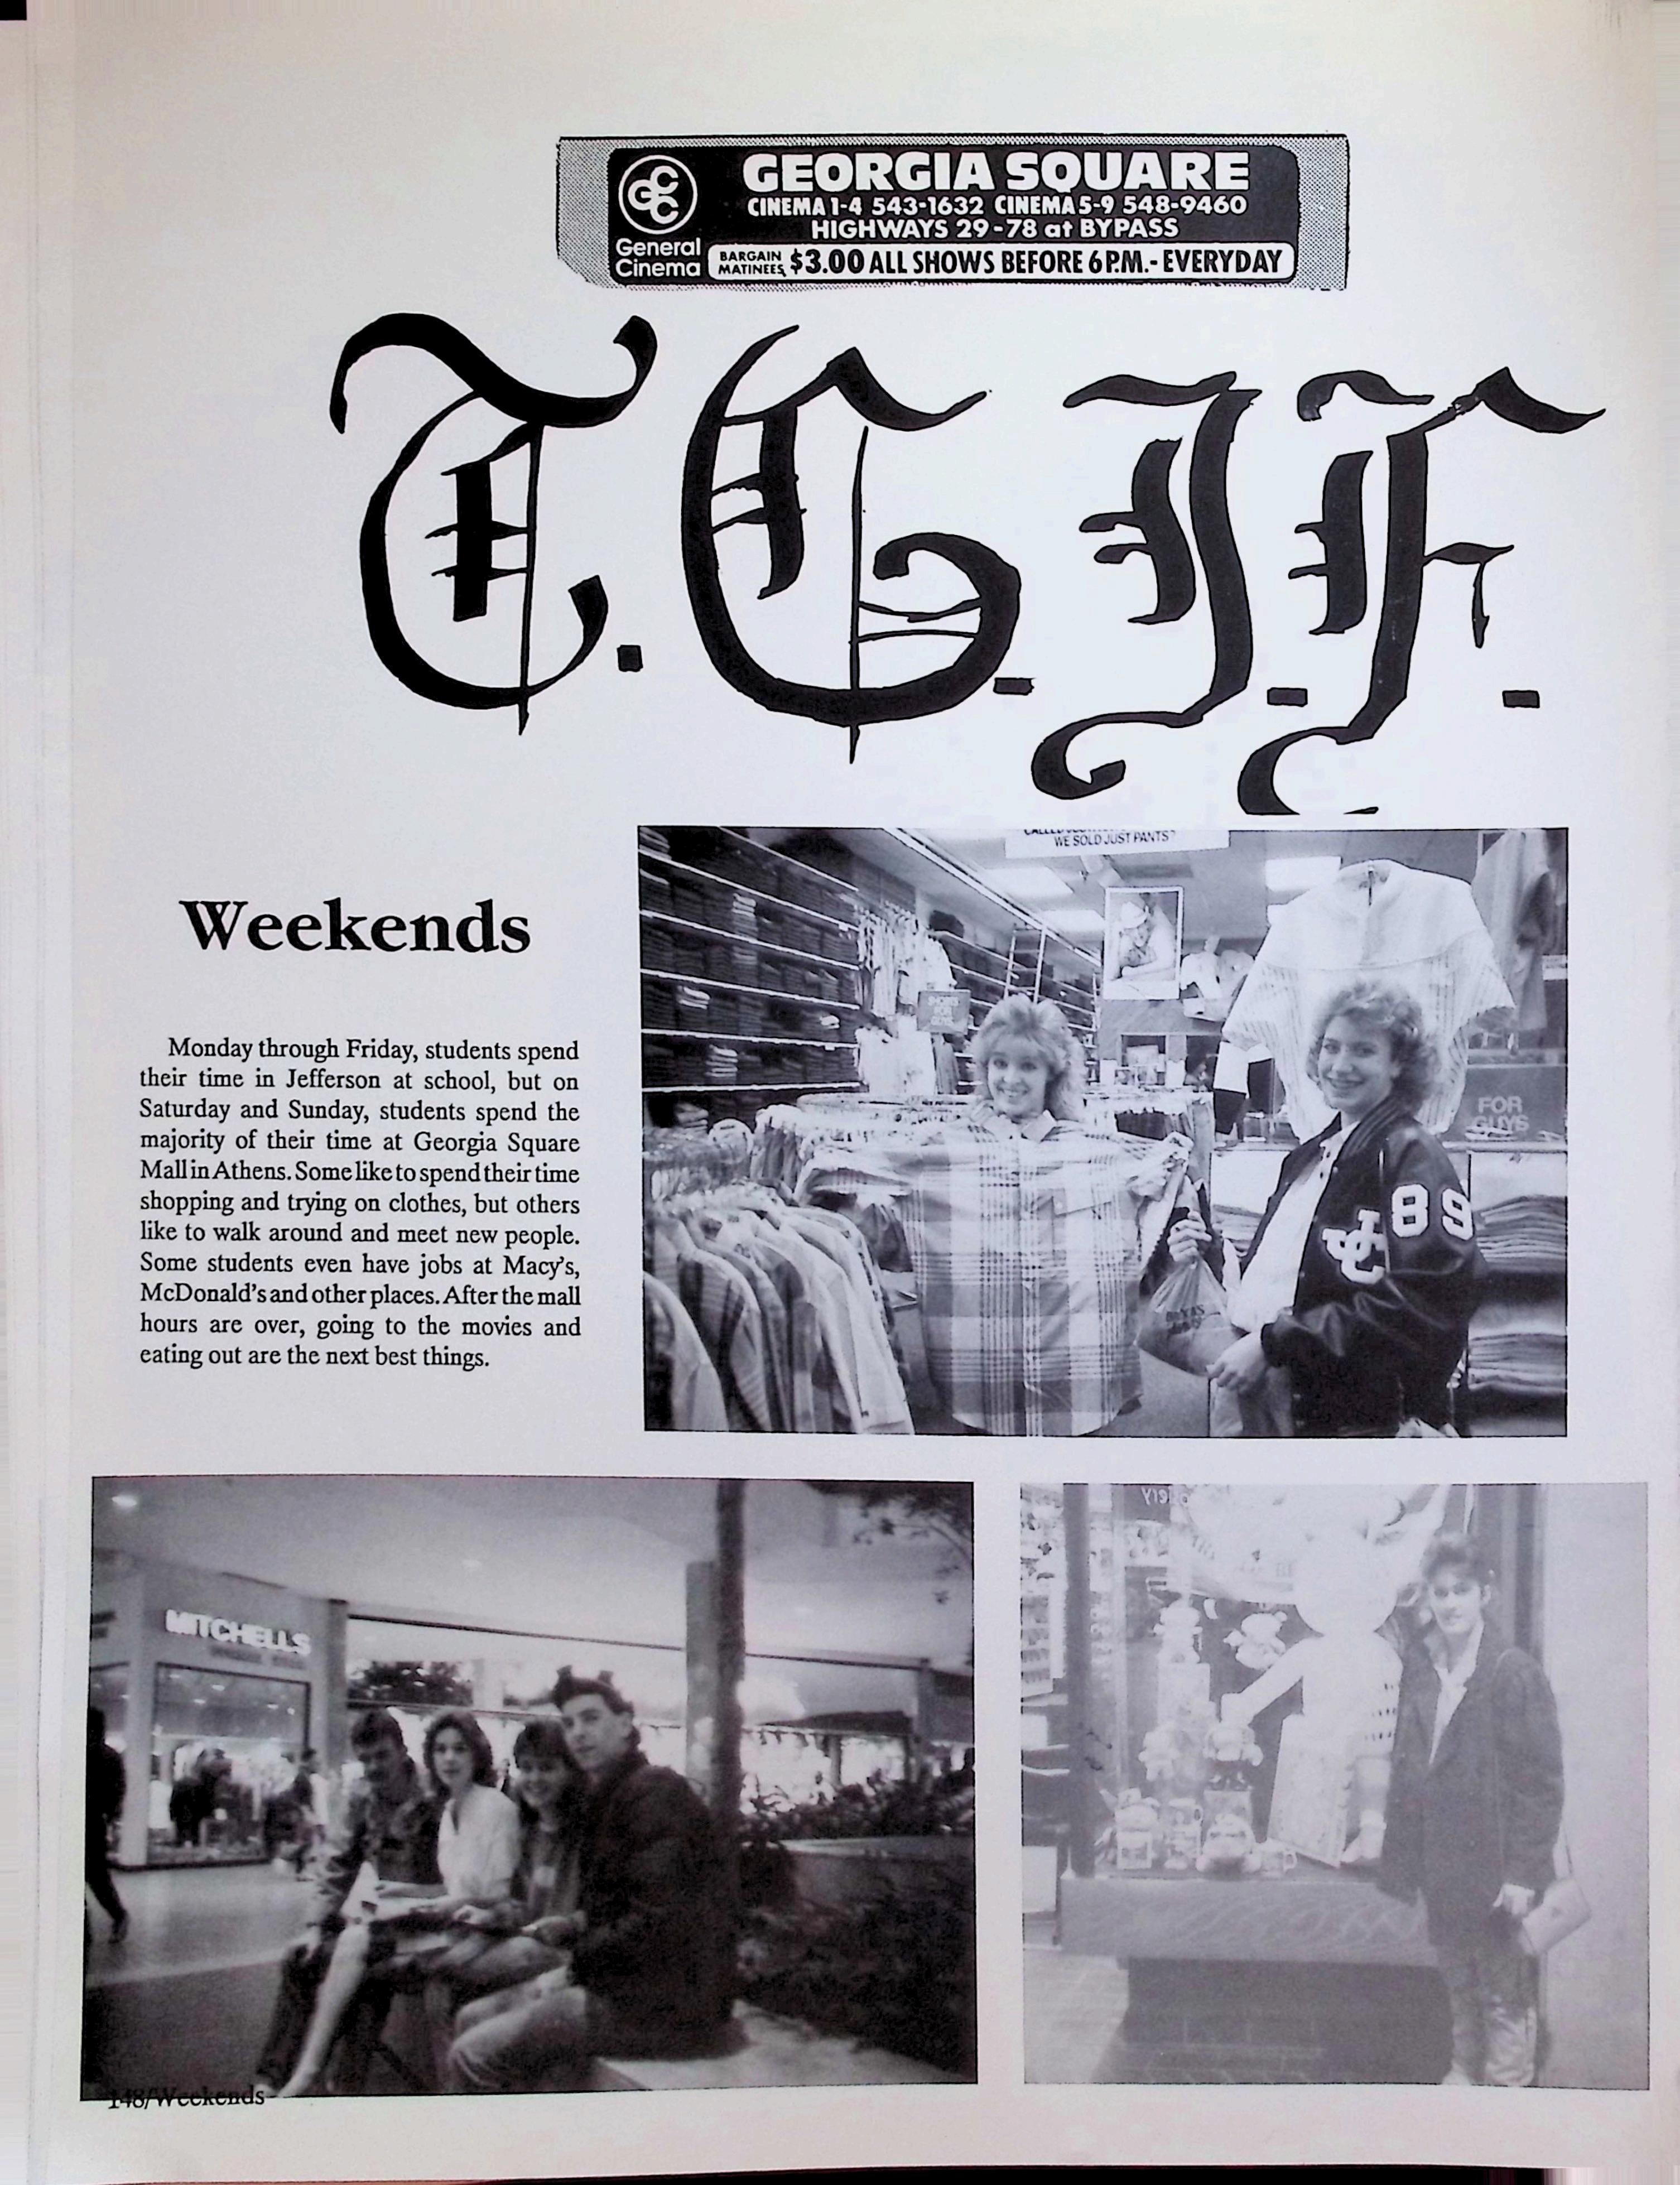 GCC
General
Cinema
GEORGIA SQUARE
CINEMA 1-4 543-1632 CINEMA 5-9 548-9460
HIGHWAYS 29-78 at BYPASS
BARGAIN
MATINEES $3.00 ALL SHOWS BEFORE 6 P.M.- EVERYDAY
T.G.I.F.
WE SOLD JUST PANTS?
Weekends
Monday through Friday, students spend
their time in Jefferson at school, but on
Saturday and Sunday, students spend the
majority of their time at Georgia Square
Mall in Athens. Some like to spend their time
shopping and trying on clothes, but others
like to walk around and meet new people.
Some students even have jobs at Macy's,
McDonald's and other places. After the mall
hours are over, going to the movies and
eating out are the next best things.
FOR
GUYS
89
JC
MITCHELLS
148/Weekends